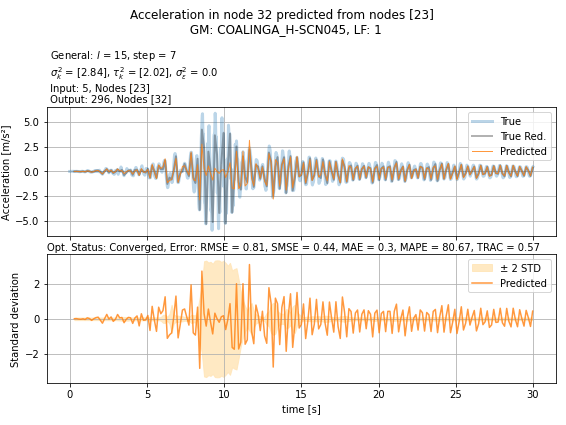 Acceleration in node 32 predicted from nodes [23]
GM: COALINGA_H-SCN045, LF: 1
General: l = 15, step = 7
σ²ₖ = [2.84], τ²ₖ = [2.02], σ²_ε = 0.0
Input: 5, Nodes [23]
Output: 296, Nodes [32]
Acceleration [m/s²]
5.0
2.5
0.0
−2.5
−5.0
True
True Red.
Predicted
Opt. Status: Converged, Error: RMSE = 0.81, SMSE = 0.44, MAE = 0.3, MAPE = 80.67, TRAC = 0.57
Standard deviation
2
0
−2
± 2 STD
Predicted
0 5 10 15 20 25 30
time [s]